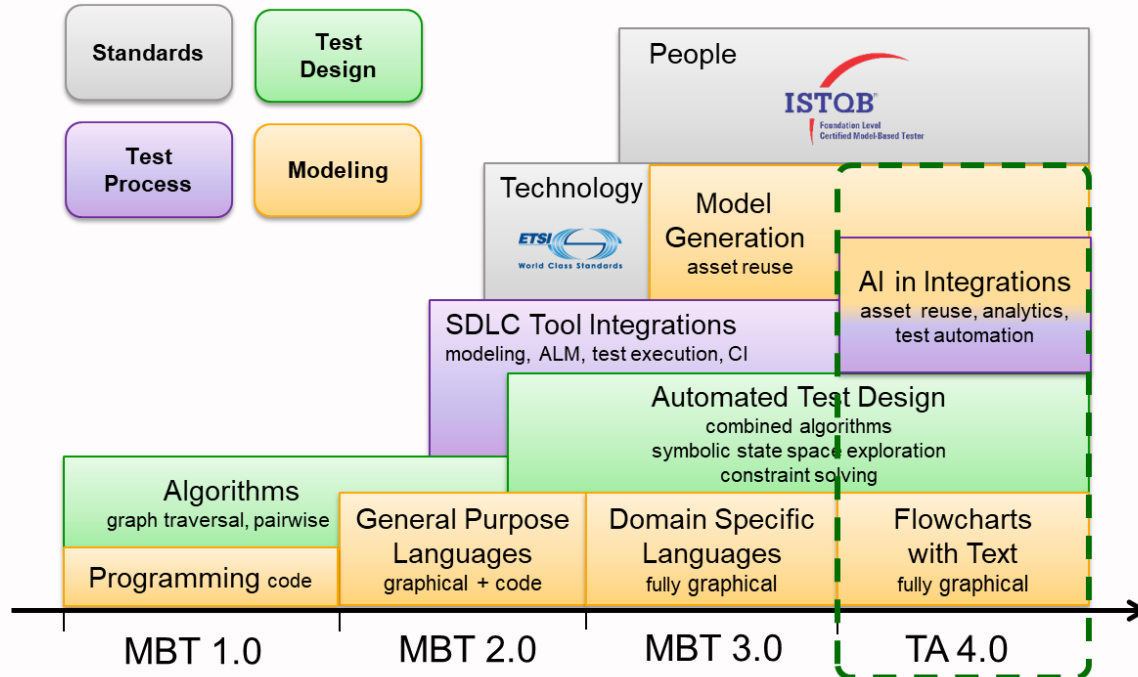 Standards
Test
Design
Test
Process
Modeling
People
ISTQB®
Foundation Level
Certified Model-Based Tester
Technology
ETSI
World Class Standards
Model
Generation
asset reuse
AI in Integrations
asset reuse, analytics,
test automation
SDLC Tool Integrations
modeling, ALM, test execution, CI
Automated Test Design
combined algorithms
symbolic state space exploration
constraint solving
Algorithms
graph traversal, pairwise
Programming code
General Purpose
Languages
graphical + code
Domain Specific
Languages
fully graphical
Flowcharts
with Text
fully graphical
MBT 1.0
MBT 2.0
MBT 3.0
TA 4.0